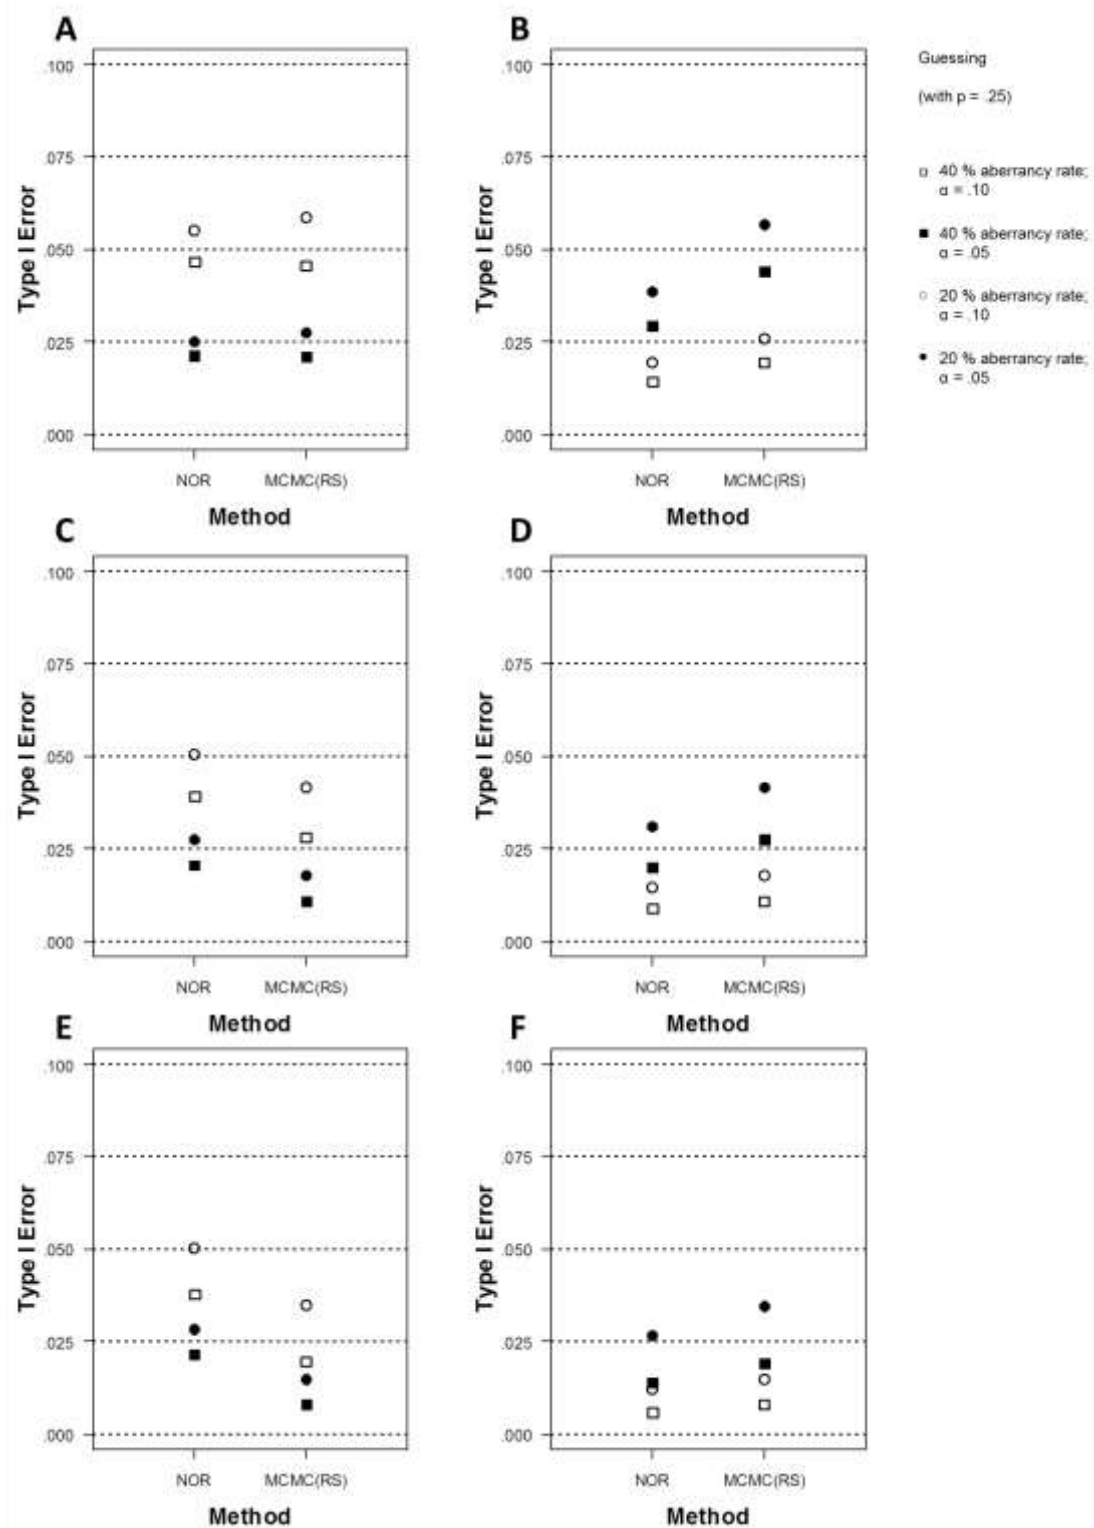 A
.100
.075
.050
.025
.000
Type I Error
NOR
MCMC(RS)
Method
B
.100
.075
.050
.025
.000
Type I Error
NOR
MCMC(RS)
Method
Guessing
(with p = .25)
40 % aberrancy rate;
α = .10
40 % aberrancy rate;
α = .05
20 % aberrancy rate;
α = .10
20 % aberrancy rate;
α = .05
C
.100
.075
.050
.025
.000
Type I Error
NOR
MCMC(RS)
Method
D
.100
.075
.050
.025
.000
Type I Error
NOR
MCMC(RS)
Method
E
.100
.075
.050
.025
.000
Type I Error
NOR
MCMC(RS)
Method
F
.100
.075
.050
.025
.000
Type I Error
NOR
MCMC(RS)
Method